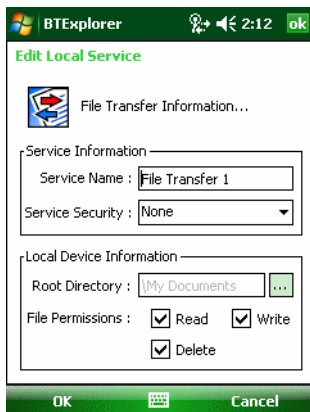 BTExplorer 2:12 ok
Edit Local Service
File Transfer Information...
Service Information
Service Name : File Transfer 1
Service Security : None
Local Device Information
Root Directory : \My Documents ...
File Permissions : Read Write
Delete
OK Cancel